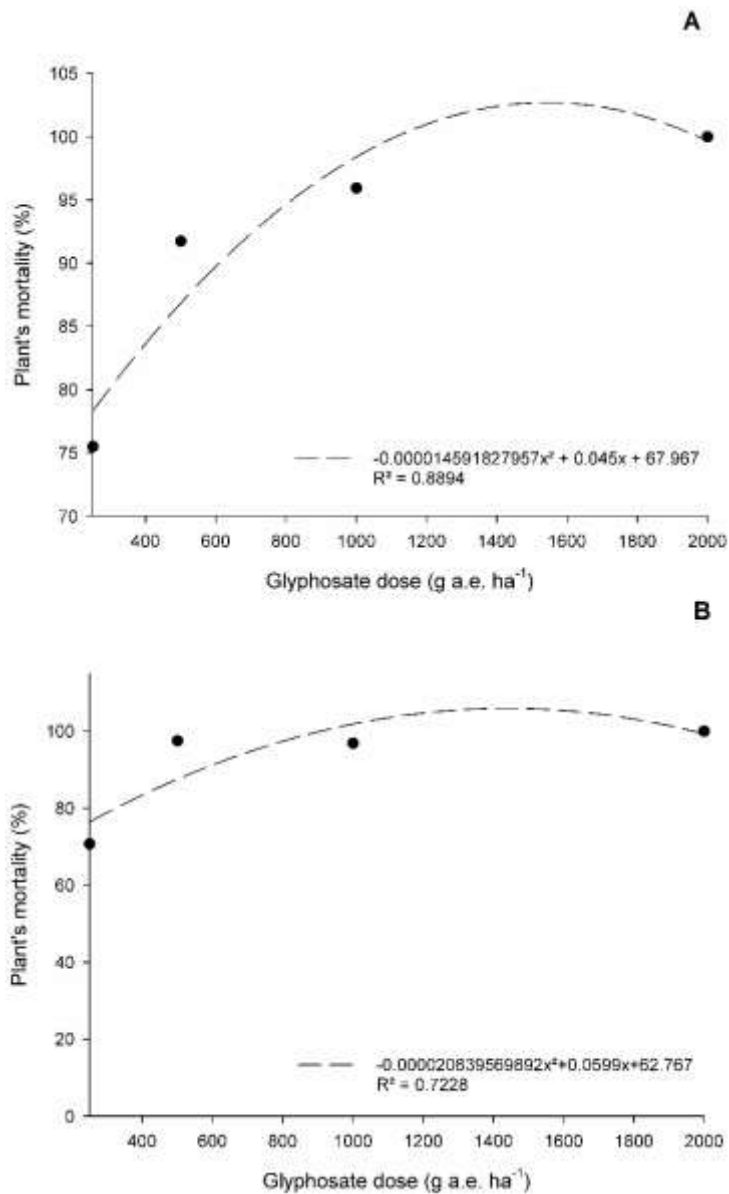 A
105
100
95
90
85
80
75
70
Plant's mortality (%)
-0.000014591827957x² + 0.045x + 67.967
R² = 0.8894
400 600 800 1000 1200 1400 1600 1800 2000
Glyphosate dose (g a.e. ha⁻¹)
B
100
80
60
40
20
0
Plant's mortality (%)
-0.000020839569892x²+0.0599x+62.767
R² = 0.7228
400 600 800 1000 1200 1400 1600 1800 2000
Glyphosate dose (g a.e. ha⁻¹)